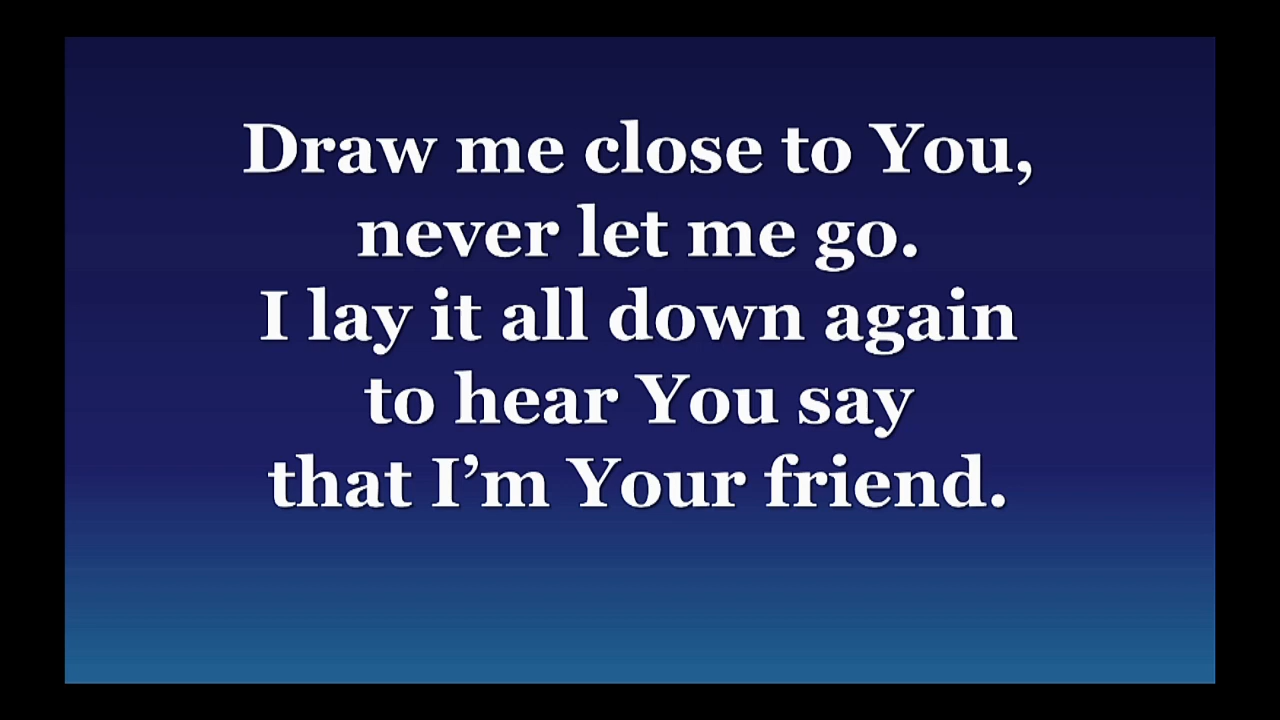 Draw me close to You,
never let me go.
I lay it all down again
to hear You say
that I’m Your friend.